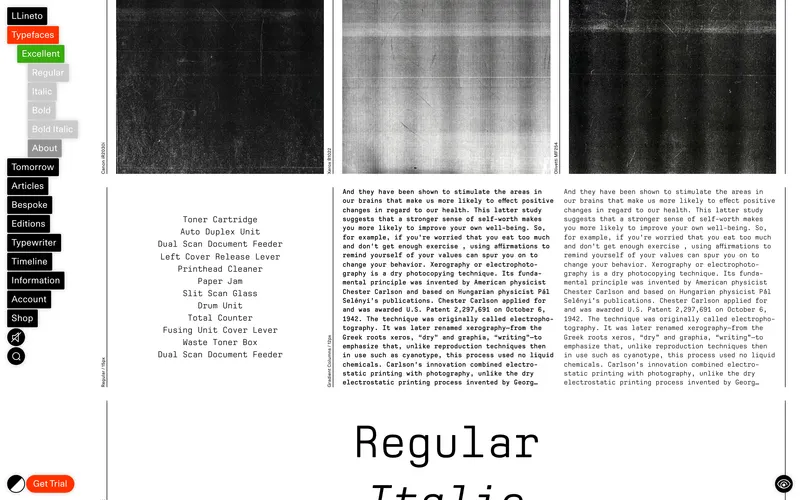 LLineto
Typefaces
Excellent
Regular
Italic
Bold
Bold Italic
About
Tomorrow
Articles
Bespoke
Editions
Typewriter
Timeline
Information
Account
Shop
Get Trial
Canon iR2030i
Xerox B1022
Olivetti MF254
Regular / 15px
Toner Cartridge
Auto Duplex Unit
Dual Scan Document Feeder
Left Cover Release Lever
Printhead Cleaner
Paper Jam
Slit Scan Glass
Drum Unit
Total Counter
Fusing Unit Cover Lever
Waste Toner Box
Dual Scan Document Feeder
Gradient Columns / 12px
And they have been shown to stimulate the areas in
our brains that make us more likely to effect positive
changes in regard to our health. This latter study
suggests that a stronger sense of self-worth makes
you more likely to improve your own well-being. So,
for example, if you're worried that you eat too much
and don't get enough exercise , using affirmations to
remind yourself of your values can spur you on to
change your behavior. Xerography or electrophoto-
graphy is a dry photocopying technique. Its funda-
mental principle was invented by American physicist
Chester Carlson and based on Hungarian physicist Pál
Selényi's publications. Chester Carlson applied for
and was awarded U.S. Patent 2,297,691 on October 6,
1942. The technique was originally called electropho-
tography. It was later renamed xerography—from the
Greek roots xeros, “dry” and graphia, “writing”—to
emphasize that, unlike reproduction techniques then
in use such as cyanotype, this process used no liquid
chemicals. Carlson's innovation combined electro-
static printing with photography, unlike the dry
electrostatic printing process invented by Georg…
And they have been shown to stimulate the areas in
our brains that make us more likely to effect positive
changes in regard to our health. This latter study
suggests that a stronger sense of self-worth makes
you more likely to improve your own well-being. So,
for example, if you're worried that you eat too much
and don't get enough exercise , using affirmations to
remind yourself of your values can spur you on to
change your behavior. Xerography or electrophoto-
graphy is a dry photocopying technique. Its funda-
mental principle was invented by American physicist
Chester Carlson and based on Hungarian physicist Pál
Selényi's publications. Chester Carlson applied for
and was awarded U.S. Patent 2,297,691 on October 6,
1942. The technique was originally called electropho-
tography. It was later renamed xerography—from the
Greek roots xeros, “dry” and graphia, “writing”—to
emphasize that, unlike reproduction techniques then
in use such as cyanotype, this process used no liquid
chemicals. Carlson's innovation combined electro-
static printing with photography, unlike the dry
electrostatic printing process invented by Georg…
Regular
Italic